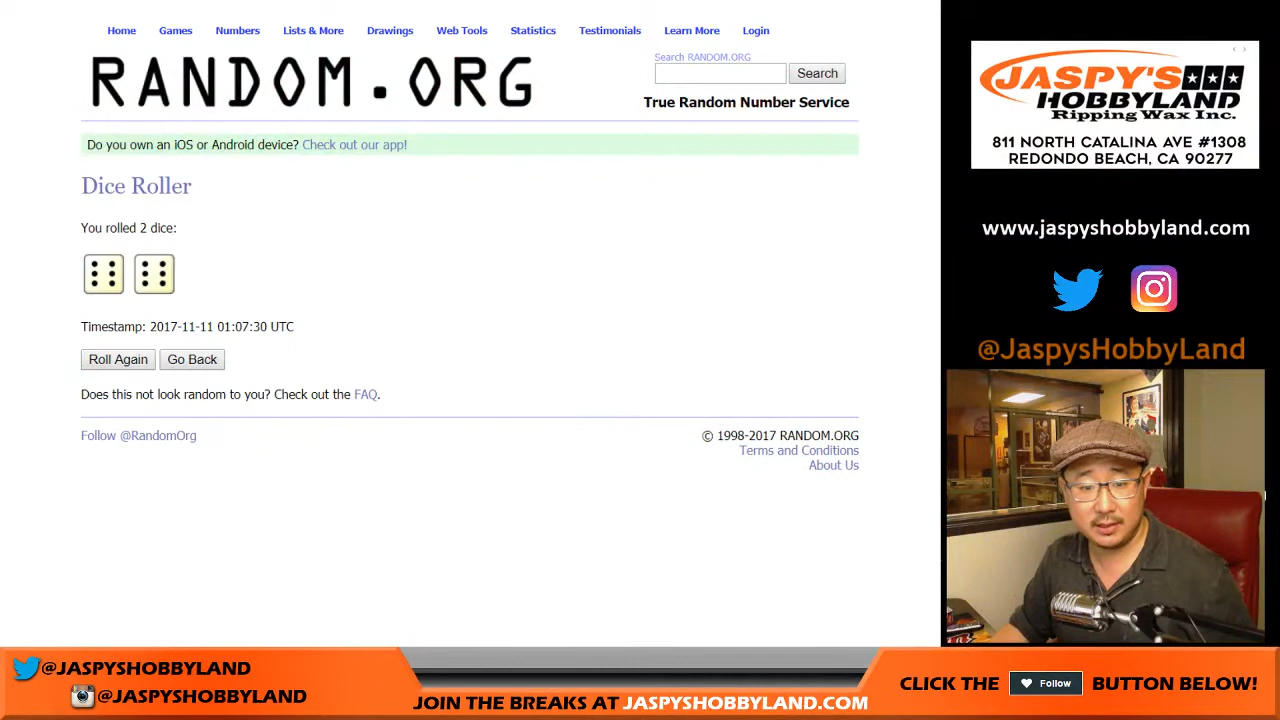 Home Games Numbers Lists & More Drawings Web Tools Statistics Testimonials Learn More Login
RANDOM.ORG
Search RANDOM.ORG
Search
True Random Number Service
Do you own an iOS or Android device? Check out our app!
Dice Roller
You rolled 2 dice:
Timestamp: 2017-11-11 01:07:30 UTC
Roll Again Go Back
Does this not look random to you? Check out the FAQ.
Follow @RandomOrg
© 1998-2017 RANDOM.ORG
Terms and Conditions
About Us
JASPY'S
HOBBYLAND
Ripping Wax Inc.
811 NORTH CATALINA AVE #1308
REDONDO BEACH, CA 90277
www.jaspyshobbyland.com
@JaspysHobbyLand
@JASPYSHOBBYLAND
@JASPYSHOBBYLAND
JOIN THE BREAKS AT JASPYSHOBBYLAND.COM
CLICK THE Follow BUTTON BELOW!